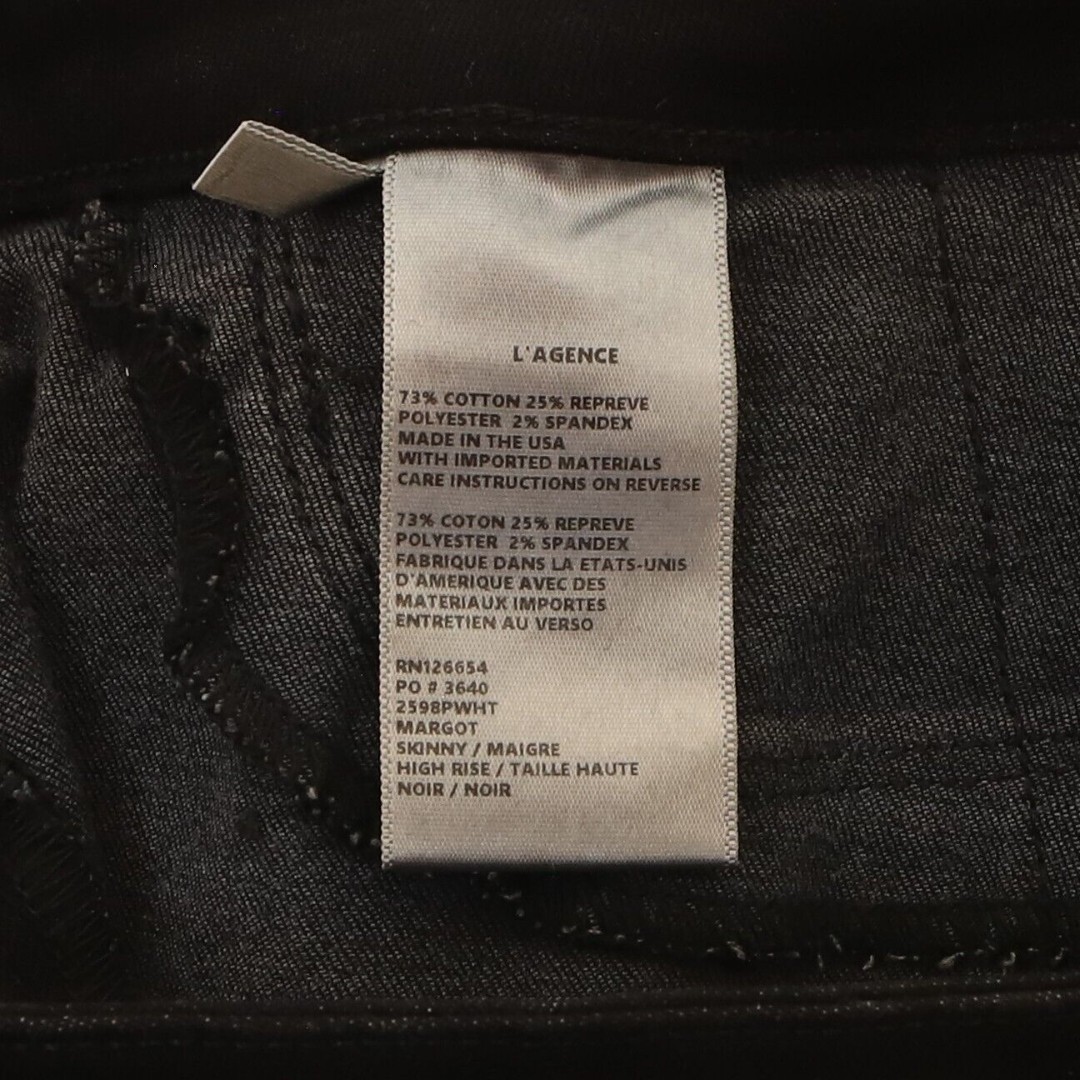 L'AGENCE
73% COTTON 25% REPREVE
POLYESTER 2% SPANDEX
MADE IN THE USA
WITH IMPORTED MATERIALS
CARE INSTRUCTIONS ON REVERSE
73% COTON 25% REPREVE
POLYESTER 2% SPANDEX
FABRIQUE DANS LA ETATS-UNIS
D'AMERIQUE AVEC DES
MATERIAUX IMPORTES
ENTRETIEN AU VERSO
RN126654
PO # 3640
2598PWHT
MARGOT
SKINNY / MAIGRE
HIGH RISE / TAILLE HAUTE
NOIR / NOIR